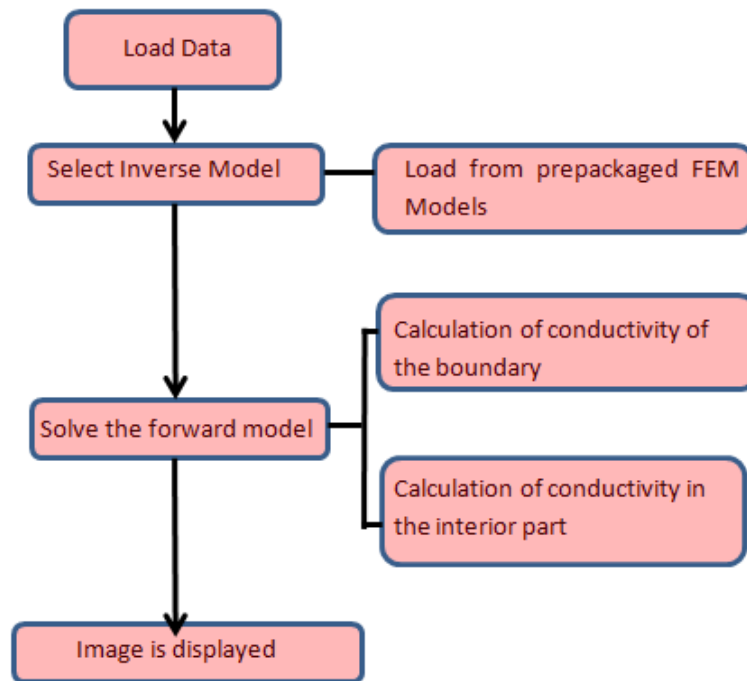 Load Data
Select Inverse Model
Load from prepackaged FEM
Models
Calculation of conductivity of
the boundary
Solve the forward model
Calculation of conductivity in
the interior part
Image is displayed